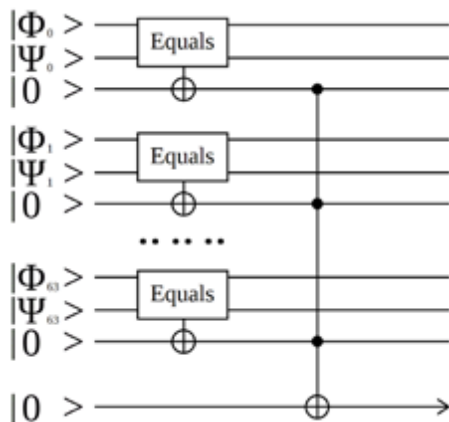 |Φ₀ >
Equals
|Ψ₀ >
|0 >
|Φ₁ >
Equals
|Ψ₁ >
|0 >
|Φ₆₃ >
Equals
|Ψ₆₃ >
|0 >
|0 >